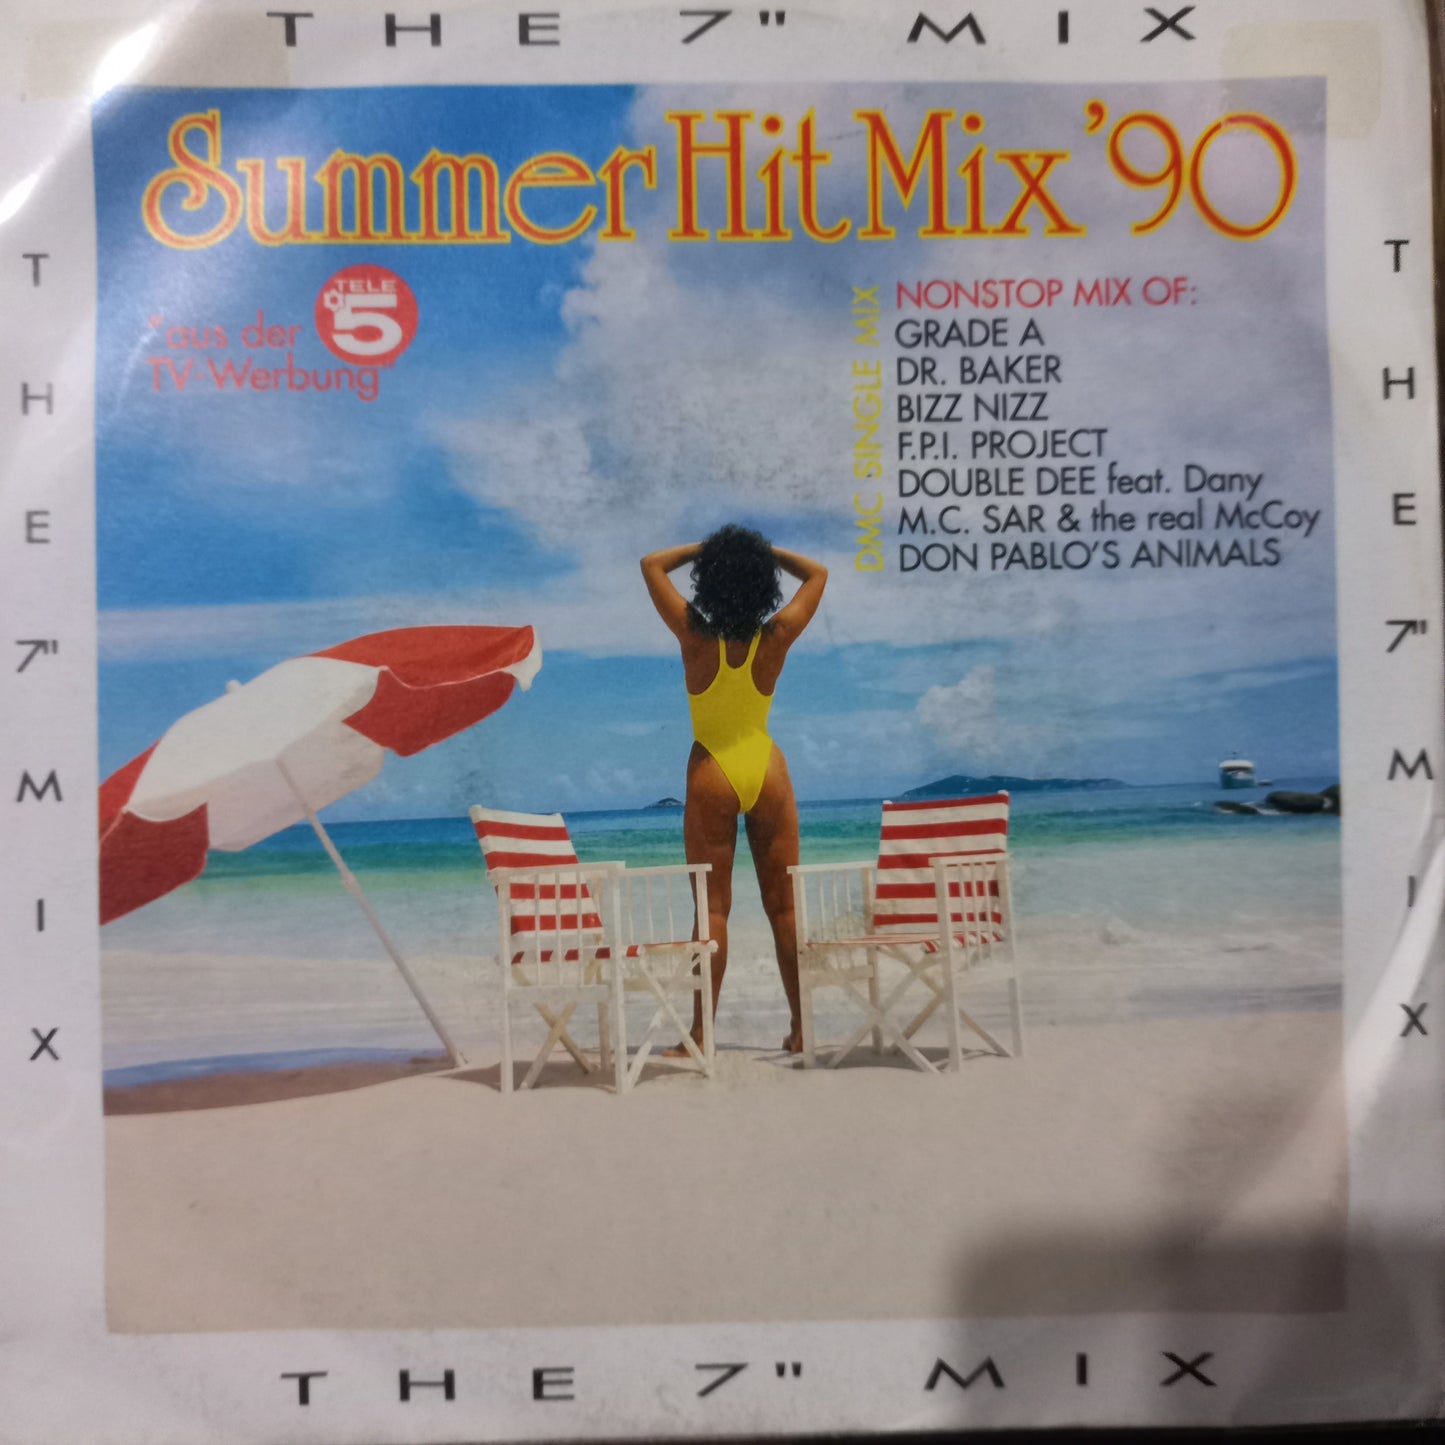 THE 7" MIX
Summer Hit Mix '90
TELE
5
"aus der
TV-Werbung"
DMC SINGLE MIX
NONSTOP MIX OF:
GRADE A
DR. BAKER
BIZZ NIZZ
F.P.I. PROJECT
DOUBLE DEE feat. Dany
M.C. SAR & the real McCoy
DON PABLO'S ANIMALS
THE 7" MIX
THE 7" MIX
THE 7" MIX